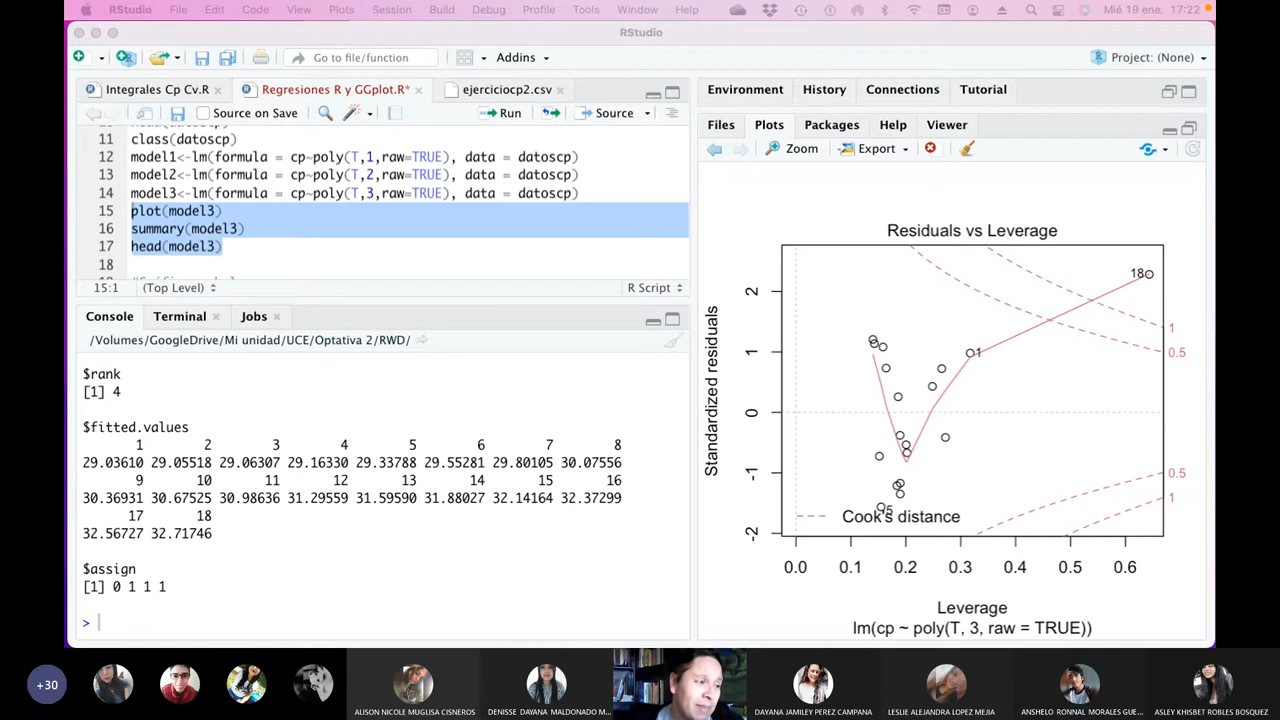 RStudio File Edit Code View Plots Session Build Debug Profile Tools Window Help Mié 19 ene. 17:22
RStudio
Go to file/function Addins Project: (None)
Integrales Cp Cv.R Regresiones R y GGplot.R* ejerciciocp2.csv
Source on Save Run Source
11 class(datoscp)
12 model1<-lm(formula = cp~poly(T,1,raw=TRUE), data = datoscp)
13 model2<-lm(formula = cp~poly(T,2,raw=TRUE), data = datoscp)
14 model3<-lm(formula = cp~poly(T,3,raw=TRUE), data = datoscp)
15 plot(model3)
16 summary(model3)
17 head(model3)
18
15:1 (Top Level) R Script
Console Terminal Jobs
/Volumes/GoogleDrive/Mi unidad/UCE/Optativa 2/RWD/
$rank
[1] 4
$fitted.values
1 2 3 4 5 6 7 8
29.03610 29.05518 29.06307 29.16330 29.33788 29.55281 29.80105 30.07556
9 10 11 12 13 14 15 16
30.36931 30.67525 30.98636 31.29559 31.59590 31.88027 32.14164 32.37299
17 18
32.56727 32.71746
$assign
[1] 0 1 1 1
>
Environment History Connections Tutorial
Files Plots Packages Help Viewer
Zoom Export
Residuals vs Leverage
Standardized residuals
2
1
0
-1
-2
18
1
5
1
0.5
0.5
1
Cook's distance
0.0 0.1 0.2 0.3 0.4 0.5 0.6
Leverage
lm(cp ~ poly(T, 3, raw = TRUE))
+30
ALISON NICOLE MUGLISA CISNEROS
DENISSE DAYANA MALDONADO M...
DAYANA JAMILEY PEREZ CAMPANA
LESLIE ALEJANDRA LOPEZ MEJIA
ANSHELO RONNAL MORALES GUE...
ASLEY KHISBET ROBLES BOSQUEZ